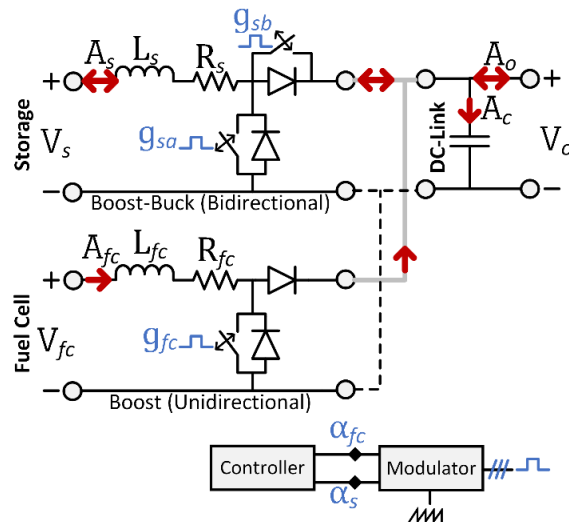 g_sb
A_s L_s R_s A_o
+ +
A_c
Storage V_s g_sa DC-Link V_o
− −
Boost-Buck (Bidirectional)
A_fc L_fc R_fc
+
Fuel Cell V_fc g_fc
−
Boost (Unidirectional)
α_fc
Controller Modulator
α_s